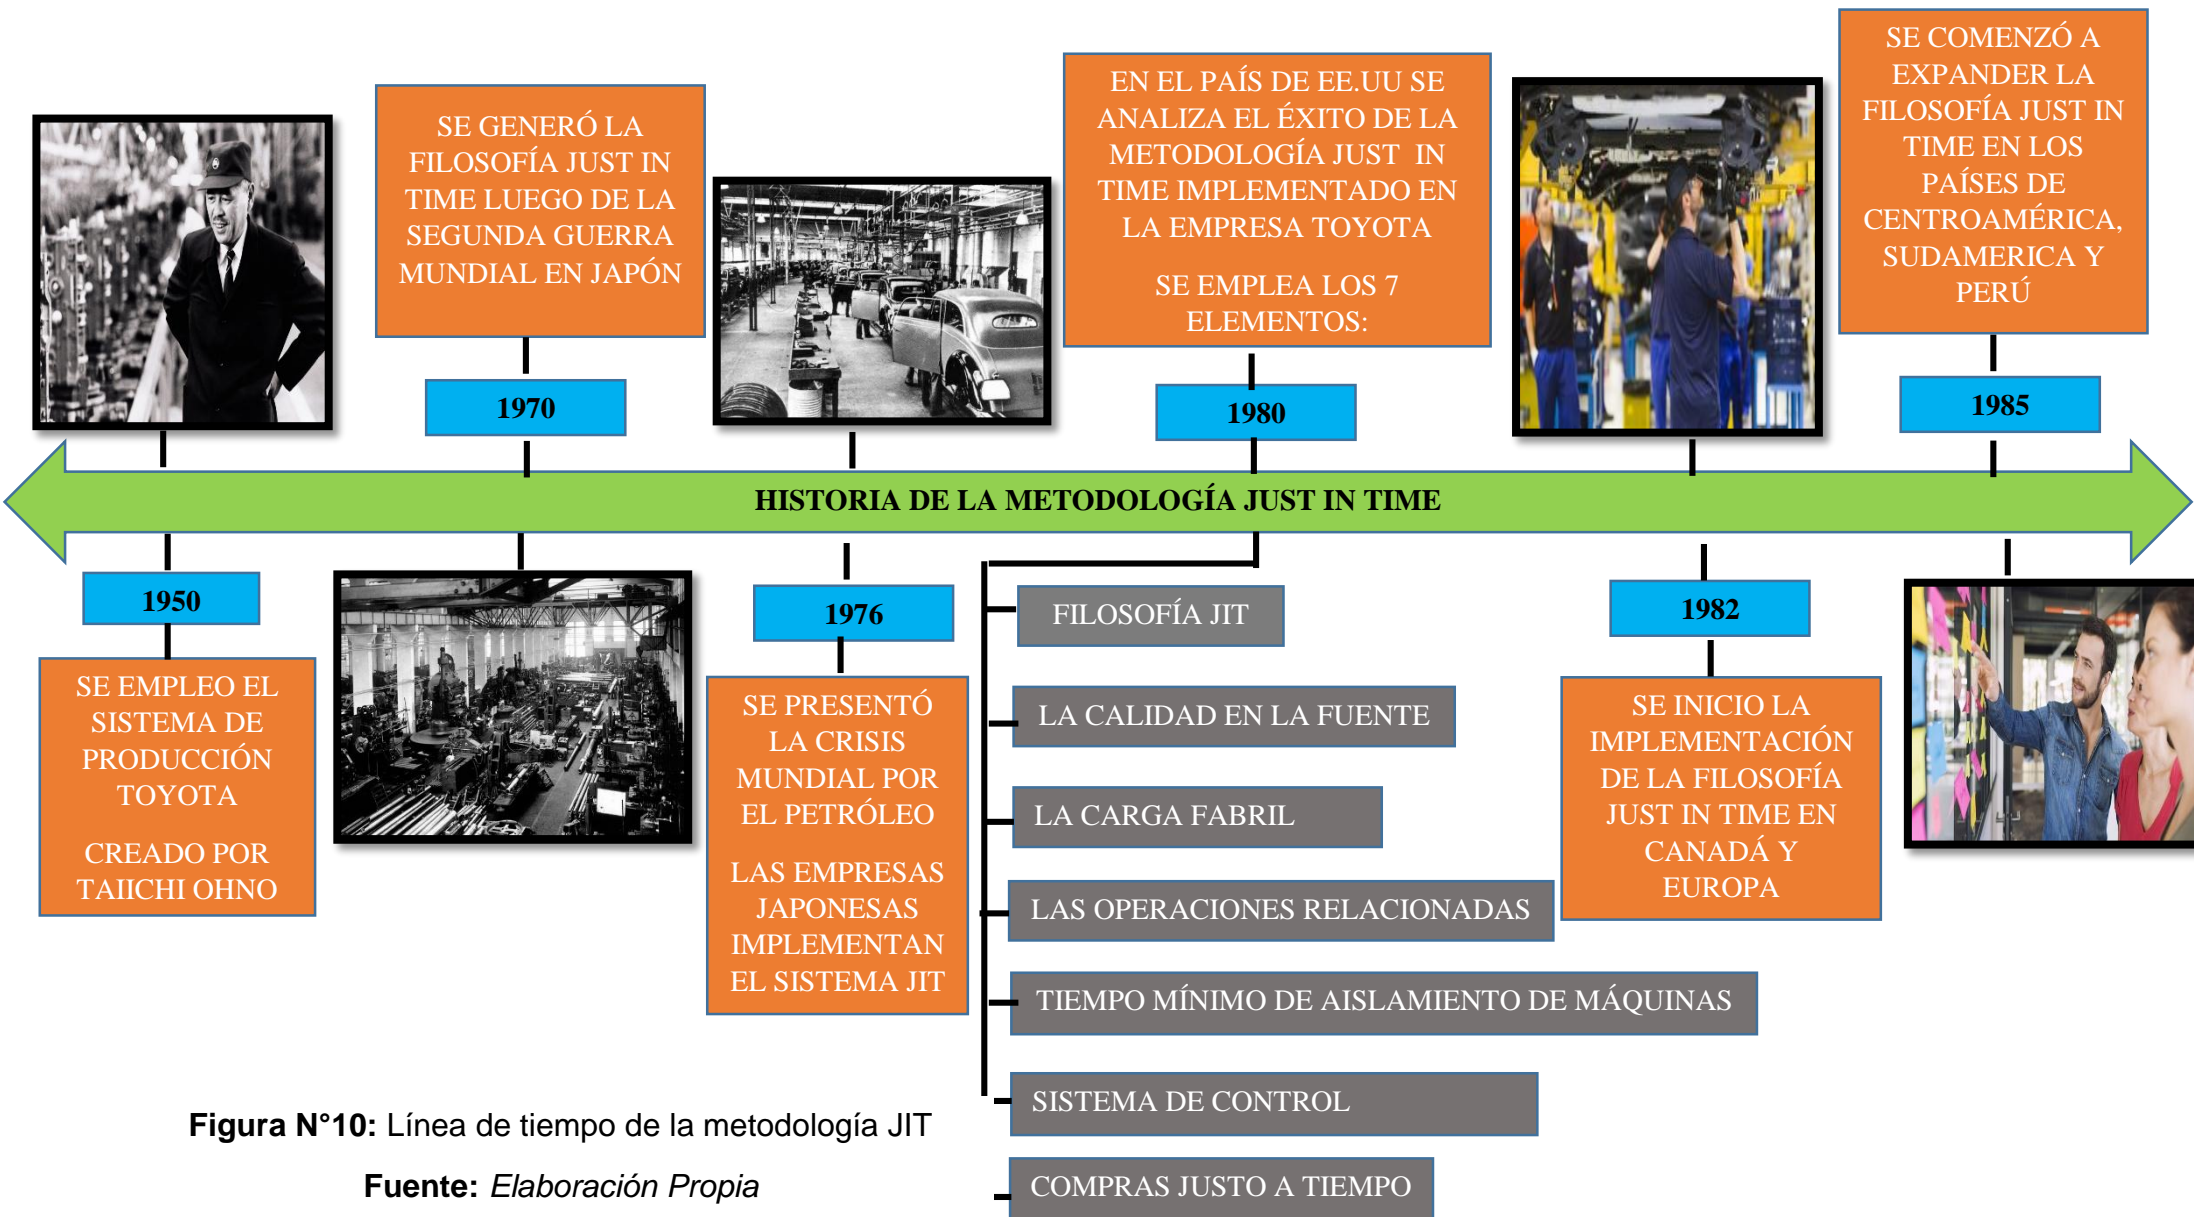 SE GENERÓ LA
FILOSOFÍA JUST IN
TIME LUEGO DE LA
SEGUNDA GUERRA
MUNDIAL EN JAPÓN
1970
EN EL PAÍS DE EE.UU SE
ANALIZA EL ÉXITO DE LA
METODOLOGÍA JUST  IN
TIME IMPLEMENTADO EN
LA EMPRESA TOYOTA
SE EMPLEA LOS 7
ELEMENTOS:
1980
SE COMENZÓ A
EXPANDER LA
FILOSOFÍA JUST IN
TIME EN LOS
PAÍSES DE
CENTROAMÉRICA,
SUDAMERICA Y
PERÚ
1985
HISTORIA DE LA METODOLOGÍA JUST IN TIME
1950
SE EMPLEO EL
SISTEMA DE
PRODUCCIÓN
TOYOTA
CREADO POR
TAIICHI OHNO
1976
SE PRESENTÓ
LA CRISIS
MUNDIAL POR
EL PETRÓLEO
LAS EMPRESAS
JAPONESAS
IMPLEMENTAN
EL SISTEMA JIT
FILOSOFÍA JIT
LA CALIDAD EN LA FUENTE
LA CARGA FABRIL
LAS OPERACIONES RELACIONADAS
TIEMPO MÍNIMO DE AISLAMIENTO DE MÁQUINAS
SISTEMA DE CONTROL
COMPRAS JUSTO A TIEMPO
1982
SE INICIO LA
IMPLEMENTACIÓN
DE LA FILOSOFÍA
JUST IN TIME EN
CANADÁ Y
EUROPA
Figura N°10: Línea de tiempo de la metodología JIT
Fuente: Elaboración Propia